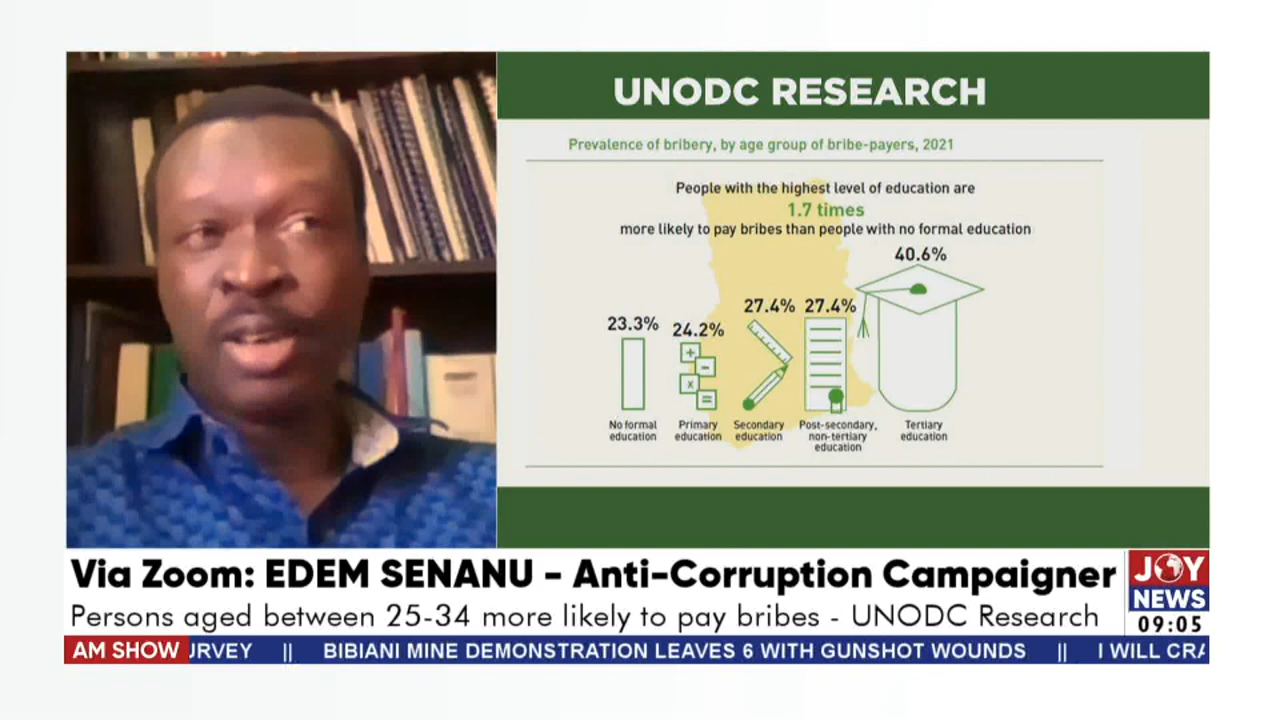 UNODC RESEARCH
Prevalence of bribery, by age group of bribe-payers, 2021
People with the highest level of education are
1.7 times
more likely to pay bribes than people with no formal education
40.6%
27.4% 27.4%
23.3% 24.2%
+
-
x
=
No formal education
Primary education
Secondary education
Post-secondary, non-tertiary education
Tertiary education
Via Zoom: EDEM SENANU - Anti-Corruption Campaigner
Persons aged between 25-34 more likely to pay bribes - UNODC Research
JOY
NEWS
09:05
AM SHOW URVEY || BIBIANI MINE DEMONSTRATION LEAVES 6 WITH GUNSHOT WOUNDS || I WILL CRA